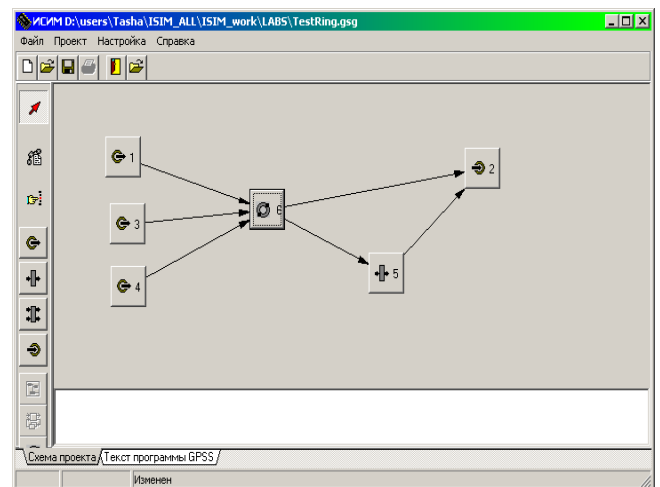 ИСИМ D:\users\Tasha\ISIM_ALL\ISIM_work\LABS\TestRing.gsg
Файл Проект Настройка Справка
1
2
3
6
4
5
Схема проекта Текст программы GPSS
Изменен